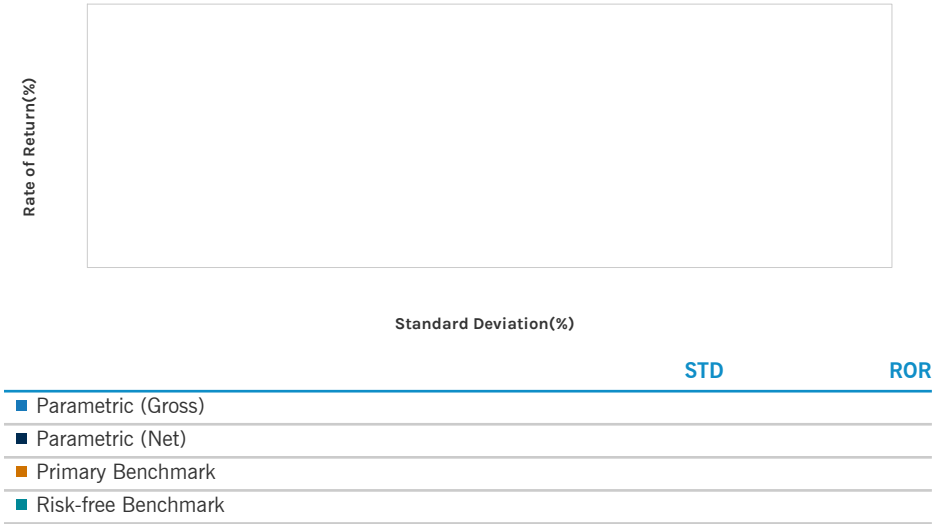 Rate of Return(%)
Standard Deviation(%)
STD ROR
Parametric (Gross)
Parametric (Net)
Primary Benchmark
Risk-free Benchmark